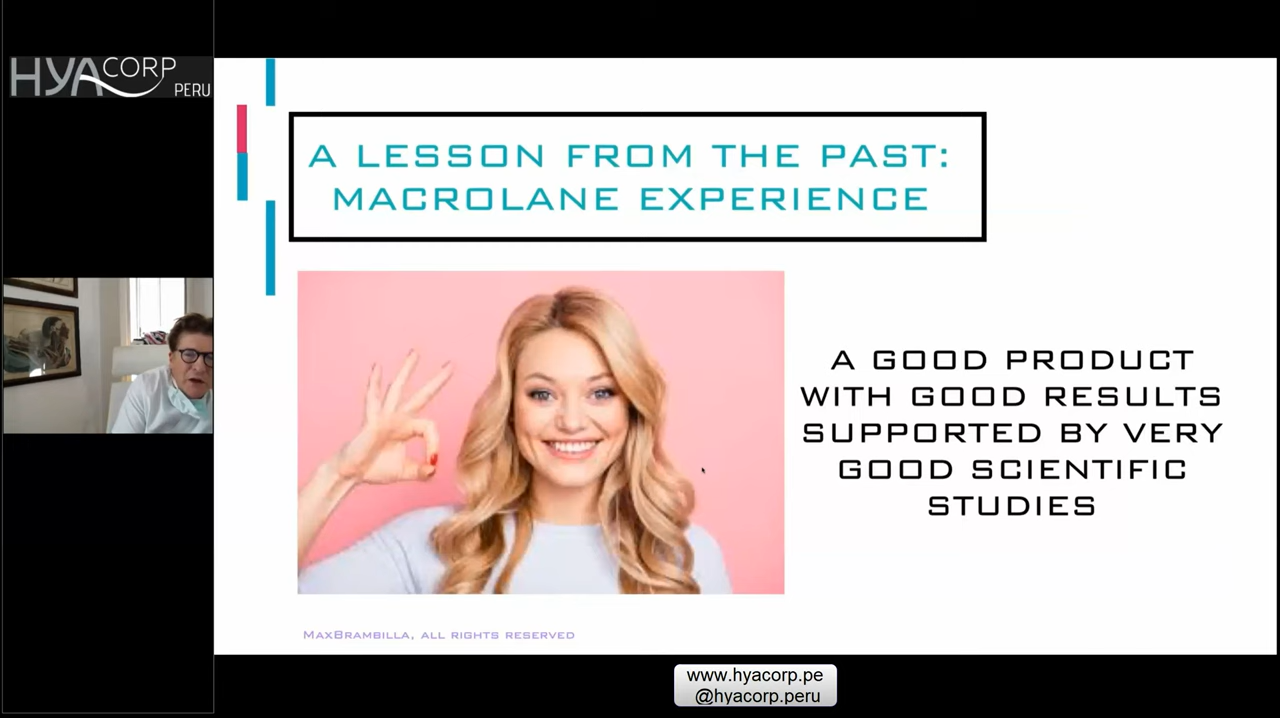 HYACORP
PERU
A LESSON FROM THE PAST:
MACROLANE EXPERIENCE
A GOOD PRODUCT
WITH GOOD RESULTS
SUPPORTED BY VERY
GOOD SCIENTIFIC
STUDIES
MAXBRAMBILLA, ALL RIGHTS RESERVED
www.hyacorp.pe
@hyacorp.peru